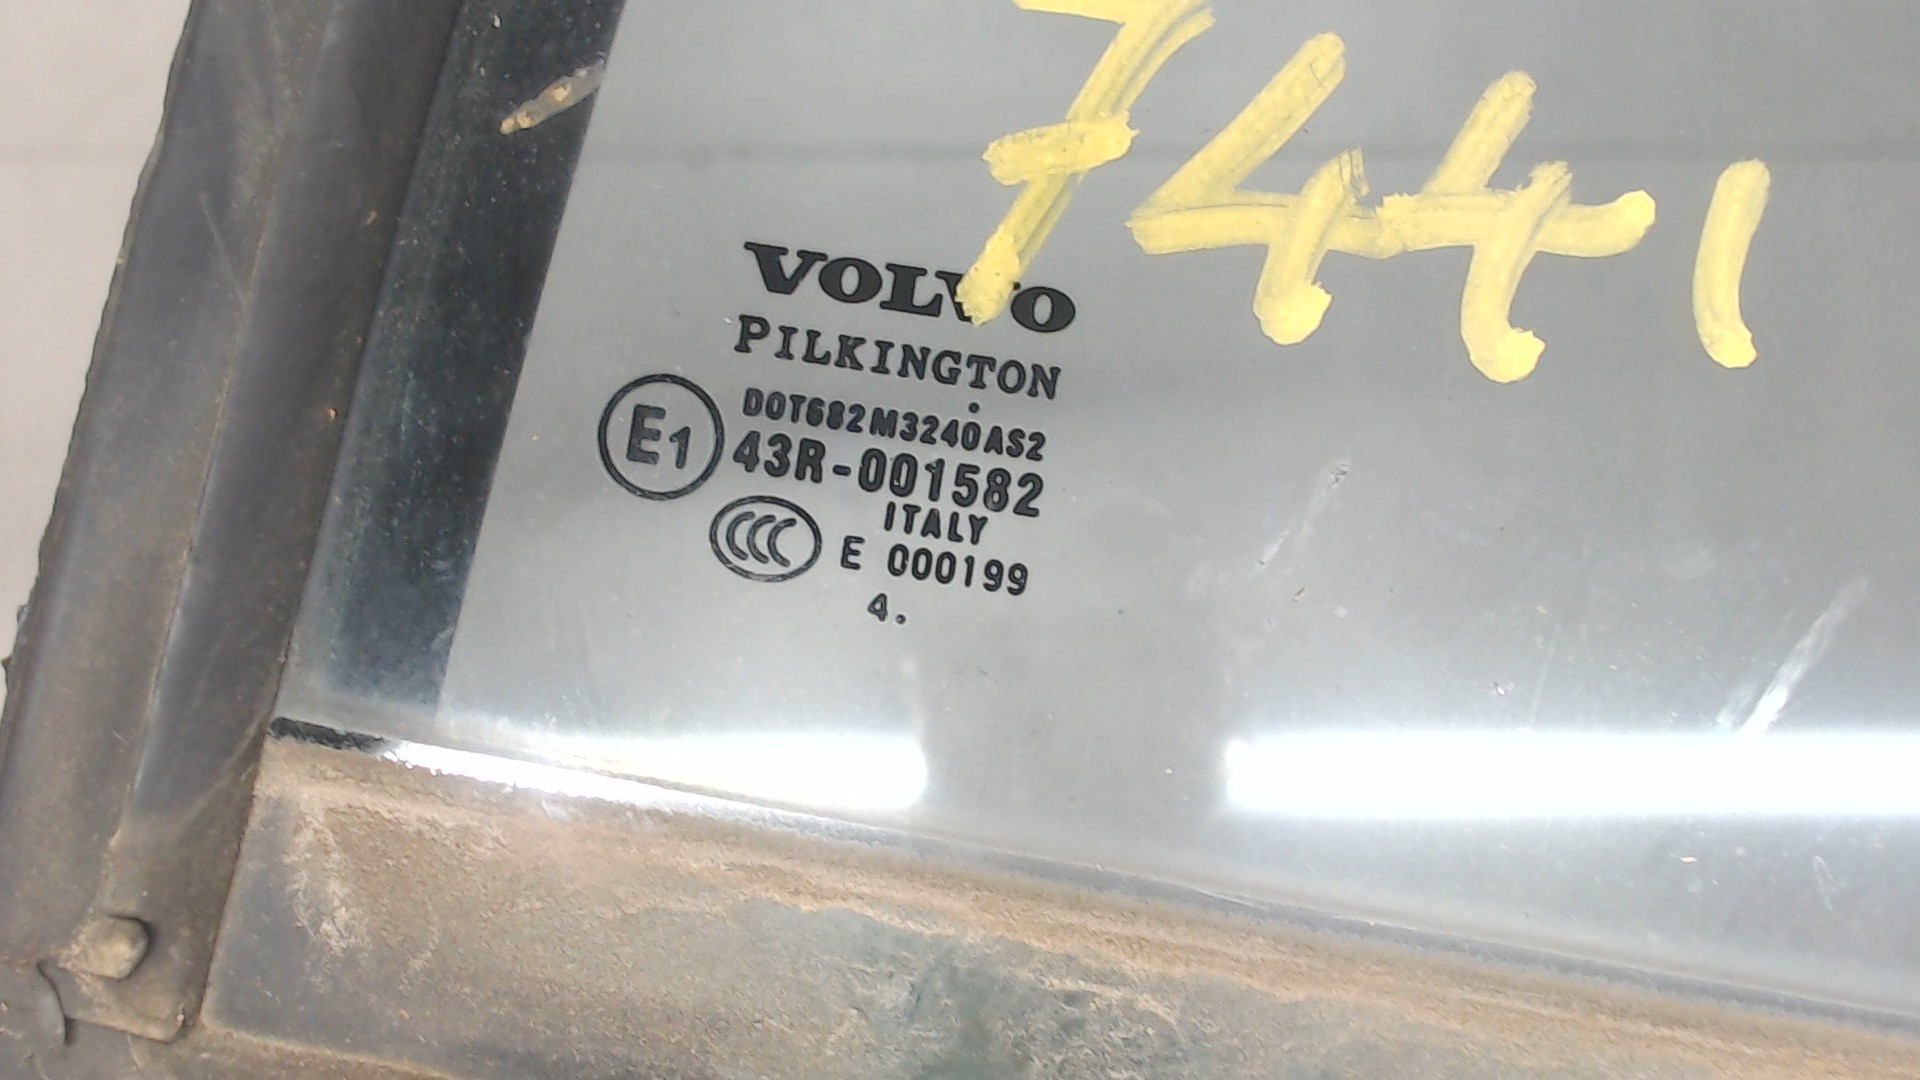 7441
VOLVO
PILKINGTON
DOT682M3240AS2
E1 43R-001582
ITALY
CCC E 000199
4.